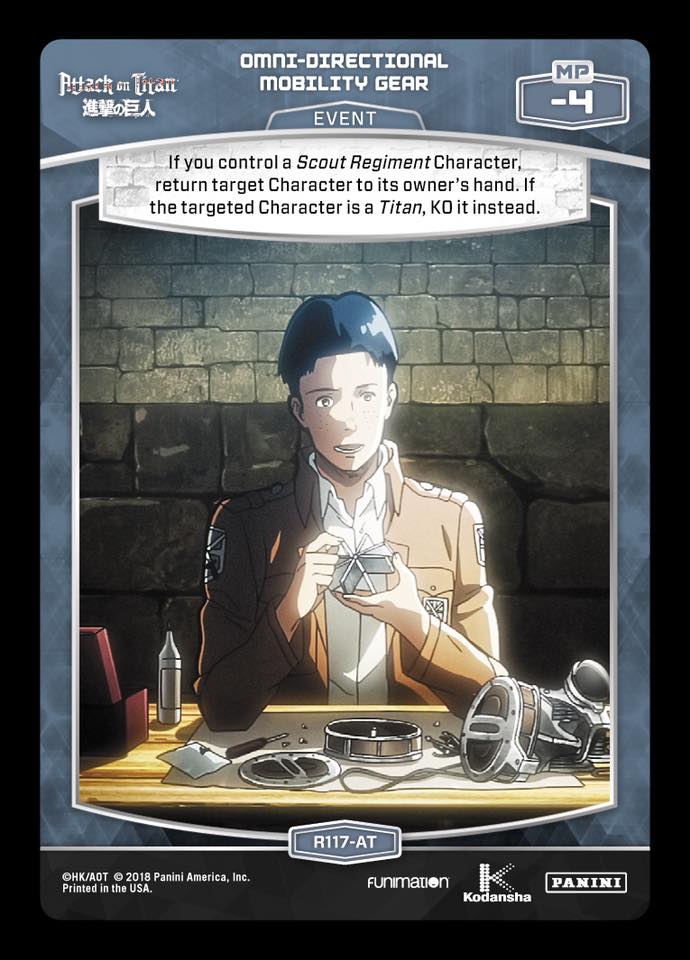 Attack on Titan
進撃の巨人
OMNI-DIRECTIONAL
MOBILITY GEAR
EVENT
MP
-4
If you control a Scout Regiment Character,
return target Character to its owner's hand. If
the targeted Character is a Titan, KO it instead.
R117-AT
©HK/AOT © 2018 Panini America, Inc.
Printed in the USA.
FUNIMATION
K
Kodansha
PANINI